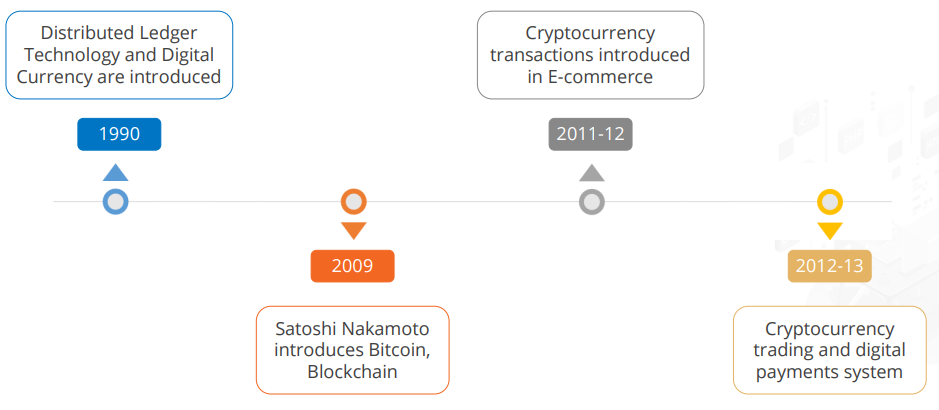 Distributed Ledger
Technology and Digital
Currency are introduced
1990
2009
Satoshi Nakamoto
introduces Bitcoin,
Blockchain
Cryptocurrency
transactions introduced
in E-commerce
2011-12
2012-13
Cryptocurrency
trading and digital
payments system